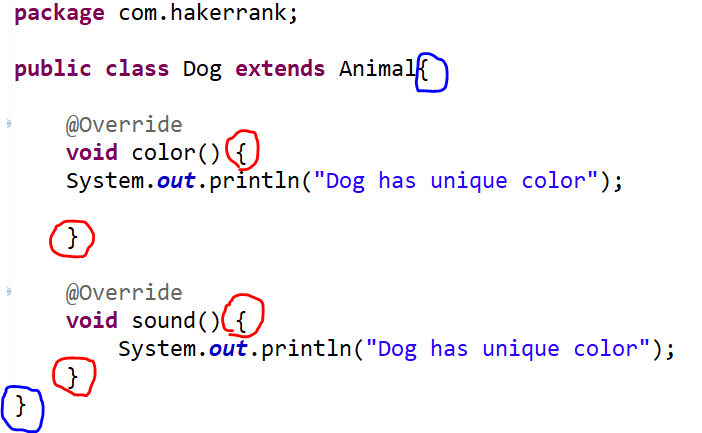 package com.hakerrank;
public class Dog extends Animal{
@Override
void color() {
System.out.println("Dog has unique color");
}
@Override
void sound() {
System.out.println("Dog has unique color");
}
}